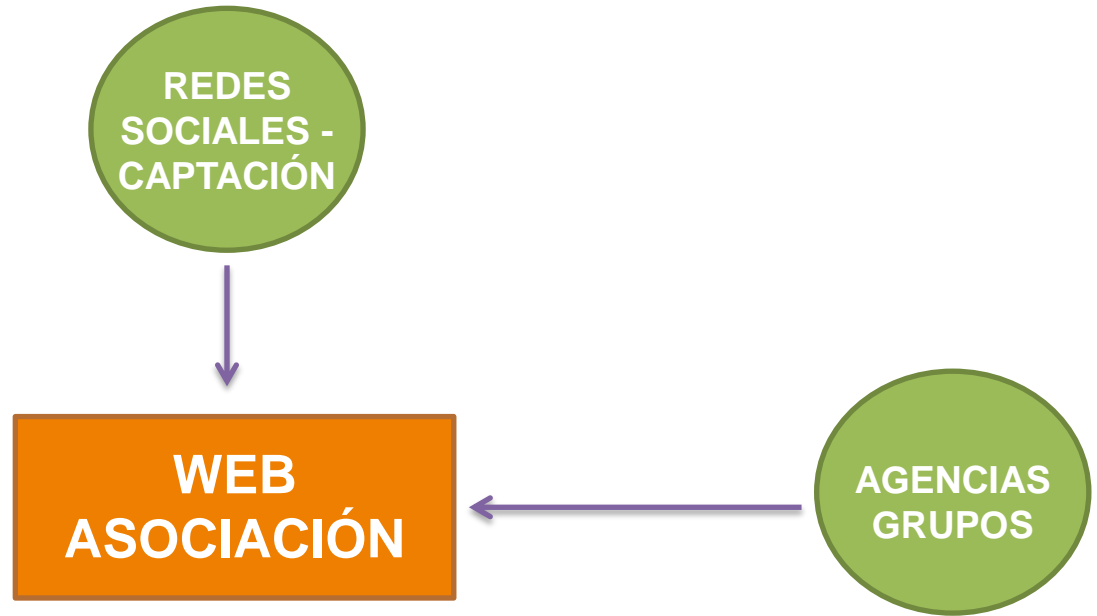 REDES
SOCIALES -
CAPTACIÓN
WEB
ASOCIACIÓN
AGENCIAS
GRUPOS